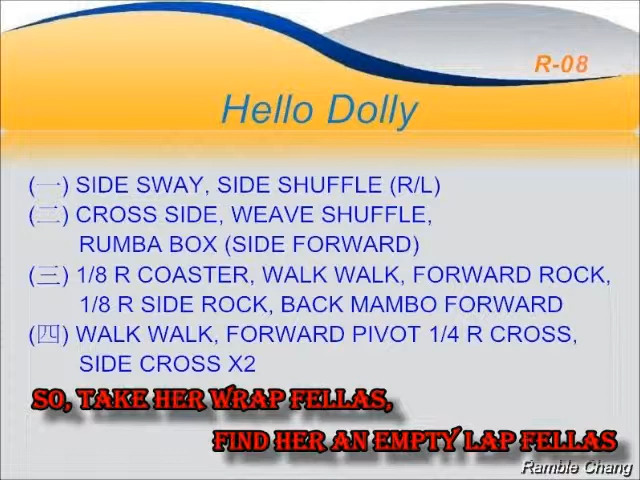 R-08
Hello Dolly
(一) SIDE SWAY, SIDE SHUFFLE (R/L)
(二) CROSS SIDE, WEAVE SHUFFLE,
RUMBA BOX (SIDE FORWARD)
(三) 1/8 R COASTER, WALK WALK, FORWARD ROCK,
1/8 R SIDE ROCK, BACK MAMBO FORWARD
(四) WALK WALK, FORWARD PIVOT 1/4 R CROSS,
SIDE CROSS X2
SO, TAKE HER WRAP FELLAS,
FIND HER AN EMPTY LAP FELLAS
Ramble Chang